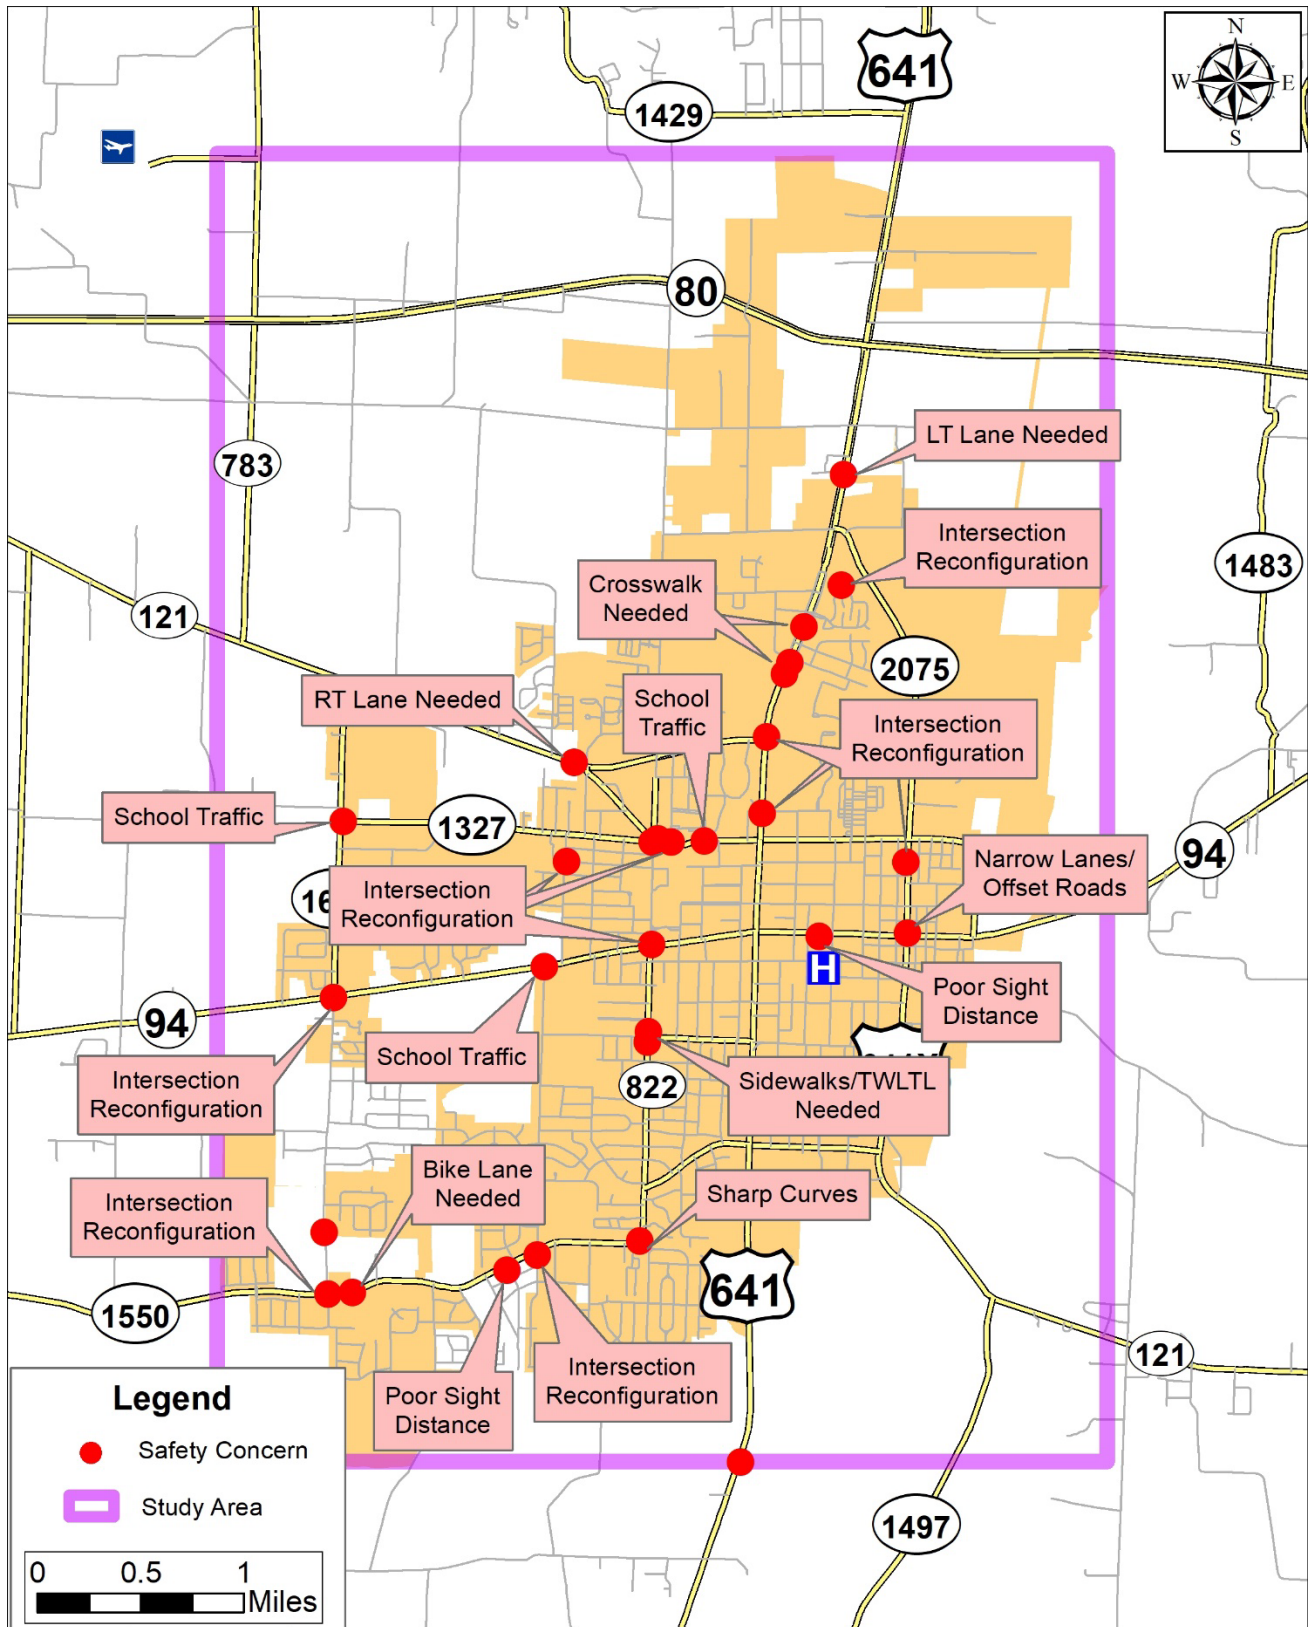 N
W
E
S
641
1429
80
LT Lane Needed
783
Intersection
Reconfiguration
1483
Crosswalk
Needed
121
2075
RT Lane Needed
School
Traffic
Intersection
Reconfiguration
School Traffic
1327
94
Narrow Lanes/
Offset Roads
Intersection
Reconfiguration
H
Poor Sight
Distance
94
School Traffic
Intersection
Reconfiguration
822
Sidewalks/TWLTL
Needed
Bike Lane
Needed
Intersection
Reconfiguration
Sharp Curves
641
1550
121
Intersection
Reconfiguration
Poor Sight
Distance
1497
Legend
Safety Concern
Study Area
0 0.5 1
Miles